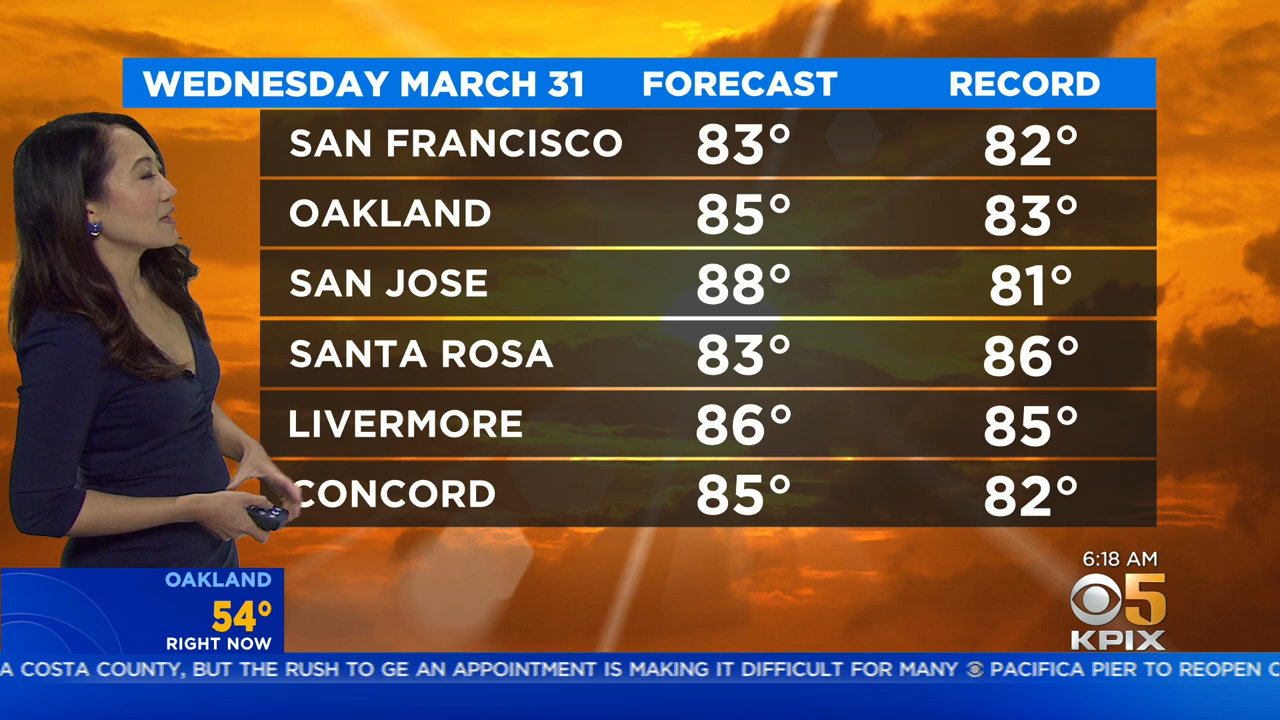 WEDNESDAY MARCH 31 FORECAST RECORD
SAN FRANCISCO 83° 82°
OAKLAND 85° 83°
SAN JOSE 88° 81°
SANTA ROSA 83° 86°
LIVERMORE 86° 85°
CONCORD 85° 82°
6:18 AM
5
KPIX
OAKLAND
54°
RIGHT NOW
A COSTA COUNTY, BUT THE RUSH TO GE AN APPOINTMENT IS MAKING IT DIFFICULT FOR MANY PACIFICA PIER TO REOPEN